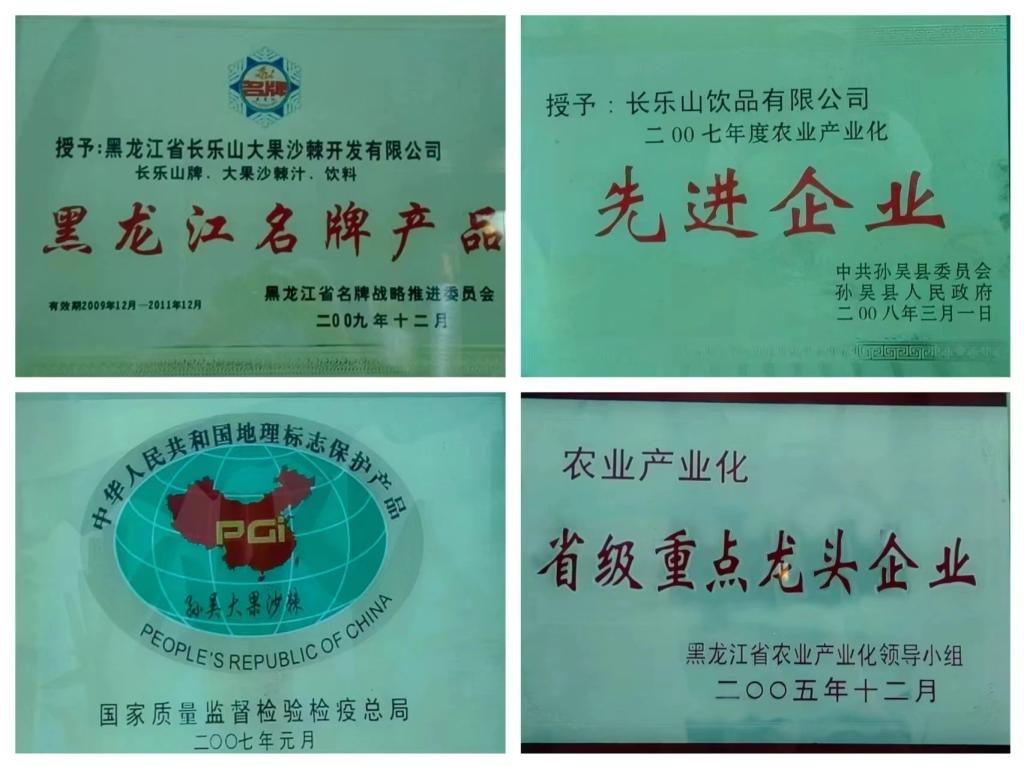 名牌
授予:黑龙江省长乐山大果沙棘开发有限公司
长乐山牌、大果沙棘汁、饮料
黑龙江名牌产品
黑龙江省名牌战略推进委员会
有效期2009年12月—2011年12月
二00九年十二月
授予:长乐山饮品有限公司
二00七年度农业产业化
先进企业
中共孙吴县委员会
孙吴县人民政府
二00八年三月一日
中华人民共和国地理标志保护产品
PGi
孙吴大果沙棘
PEOPLE'S REPUBLIC OF CHINA
国家质量监督检验检疫总局
二〇〇七年元月
农业产业化
省级重点龙头企业
黑龙江省农业产业化领导小组
二〇〇五年十二月